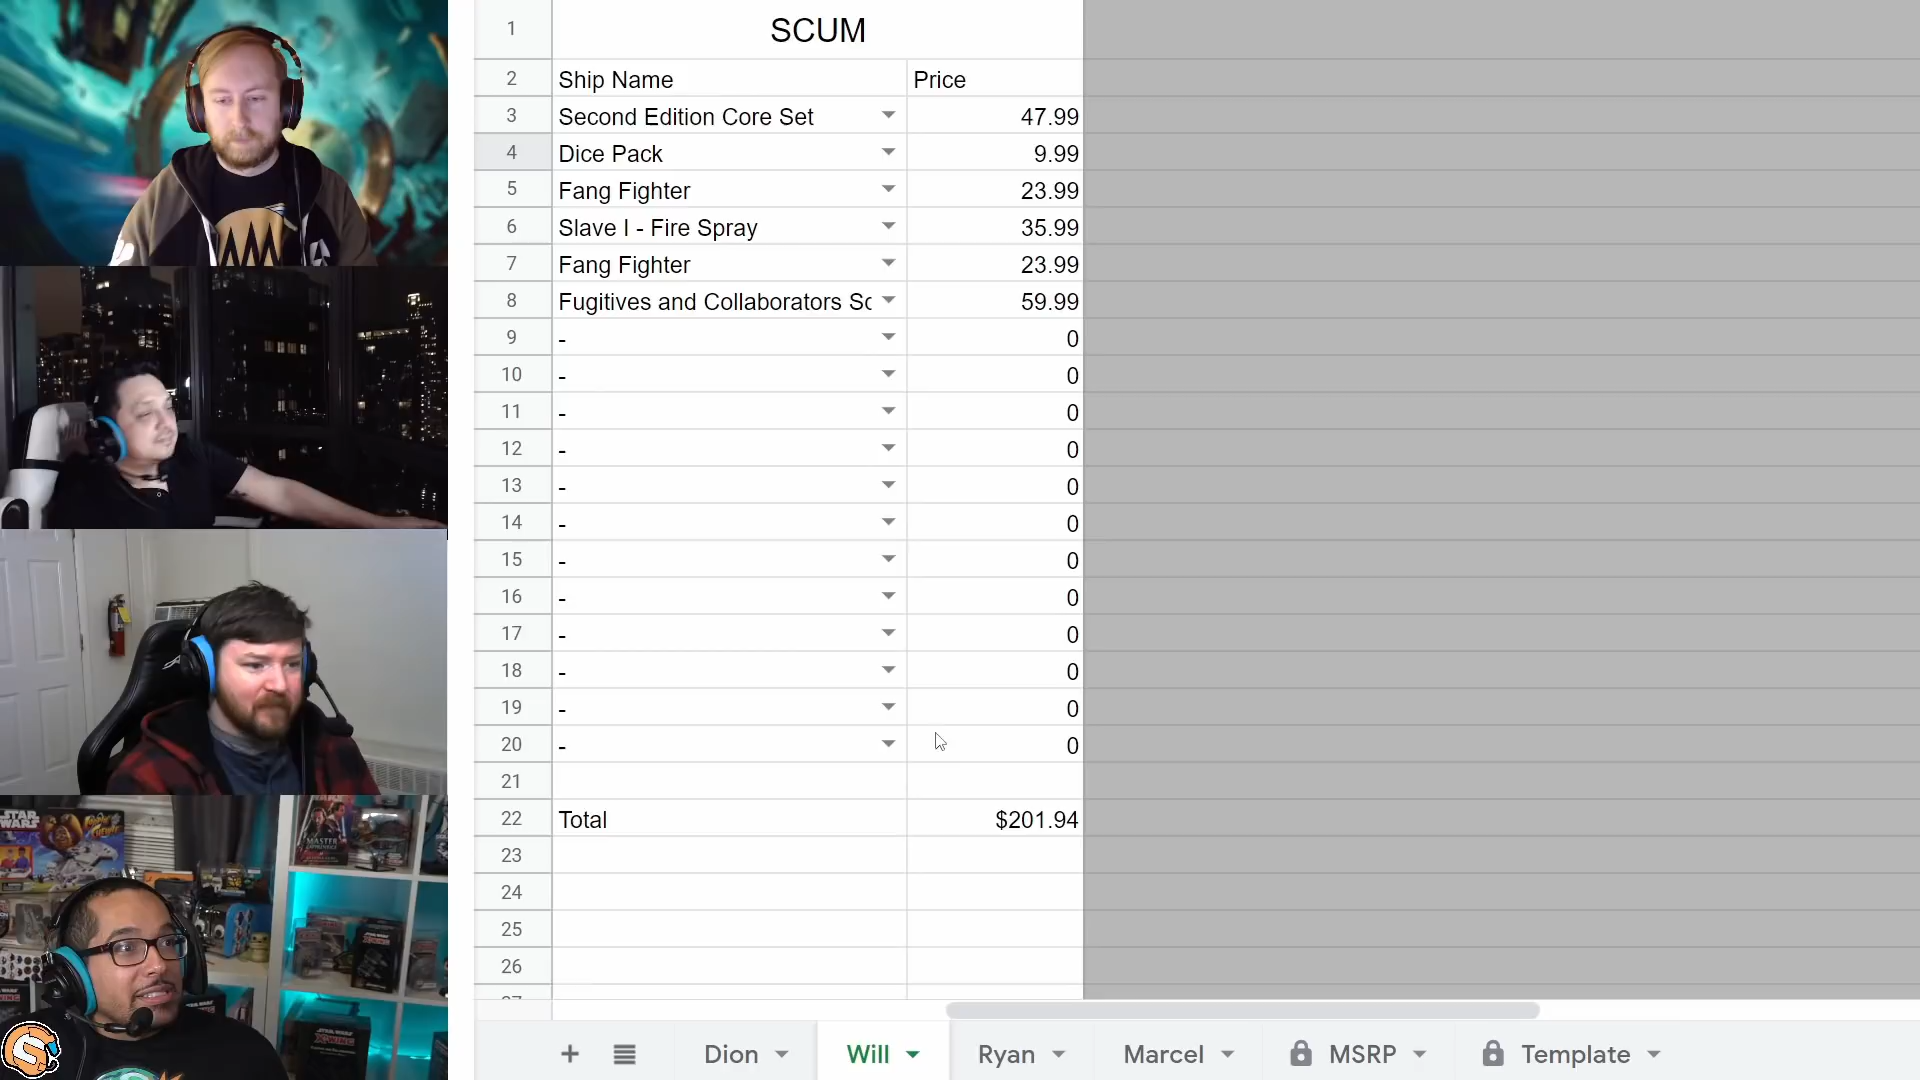 1 SCUM
2 Ship Name Price
3 Second Edition Core Set 47.99
4 Dice Pack 9.99
5 Fang Fighter 23.99
6 Slave I - Fire Spray 35.99
7 Fang Fighter 23.99
8 Fugitives and Collaborators Sc 59.99
9 - 0
10 - 0
11 - 0
12 - 0
13 - 0
14 - 0
15 - 0
16 - 0
17 - 0
18 - 0
19 - 0
20 - 0
21
22 Total $201.94
23
24
25
26
Dion Will Ryan Marcel MSRP Template
STAR
WARS
MASTER
S